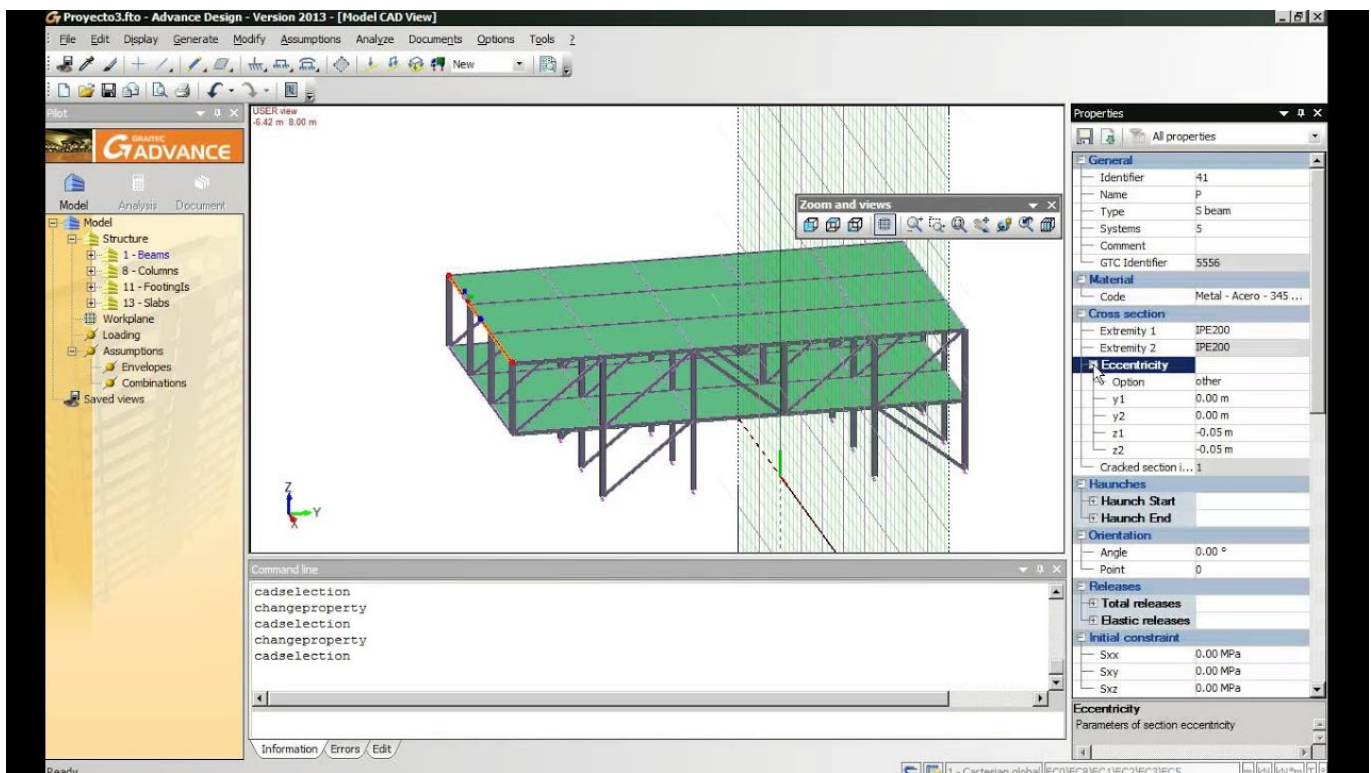 Proyecto3.fto - Advance Design - Version 2013 - [Model CAD View]
File Edit Display Generate Modify Assumptions Analyze Documents Options Tools ?
New
Pilot
GRAITEC
ADVANCE
Model Analysis Document
Model
Structure
1 - Beams
8 - Columns
11 - FootingIs
13 - Slabs
Workplane
Loading
Assumptions
Envelopes
Combinations
Saved views
USER view
-6.42 m 8.00 m
Zoom and views
Z
Y
X
Command line
cadselection
changeproperty
cadselection
changeproperty
cadselection
Information Errors Edit
Properties
All properties
General
Identifier 41
Name P
Type S beam
Systems 5
Comment
GTC Identifier 5556
Material
Code Metal - Acero - 345 ...
Cross section
Extremity 1 IPE200
Extremity 2 IPE200
Eccentricity
Option other
y1 0.00 m
y2 0.00 m
z1 -0.05 m
z2 -0.05 m
Cracked section i... 1
Haunches
Haunch Start
Haunch End
Orientation
Angle 0.00 °
Point 0
Releases
Total releases
Elastic releases
Initial constraint
Sxx 0.00 MPa
Sxy 0.00 MPa
Sxz 0.00 MPa
Eccentricity
Parameters of section eccentricity
Ready
1 - Carterian global